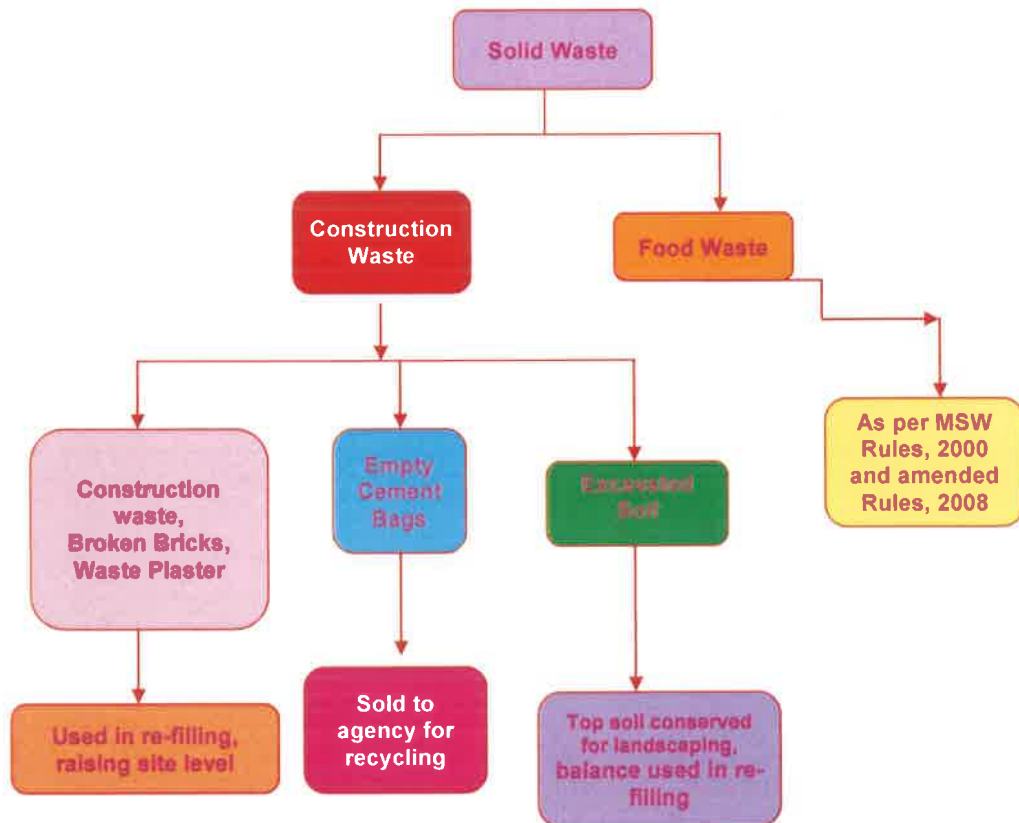 Solid Waste
Construction
Waste
Food Waste
Construction
waste,
Broken Bricks,
Waste Plaster
Empty
Cement
Bags
Excavated
Soil
As per MSW
Rules, 2000
and amended
Rules, 2008
Used in re-filling,
raising site level
Sold to
agency for
recycling
Top soil conserved
for landscaping,
balance used in re-
filling